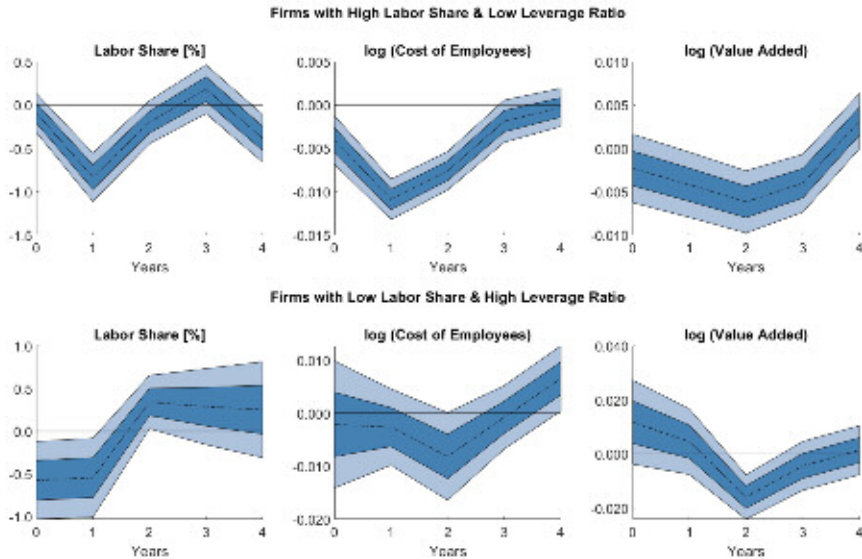 Firms with High Labor Share & Low Leverage Ratio
Labor Share [%]
log (Cost of Employees)
log (Value Added)
0.5
0.0
-0.5
-1.0
-1.5
0 1 2 3 4
Years
0.005
0.000
-0.005
-0.010
-0.015
0 1 2 3 4
Years
0.010
0.005
0.000
-0.005
-0.010
0 1 2 3 4
Years
Firms with Low Labor Share & High Leverage Ratio
Labor Share [%]
log (Cost of Employees)
log (Value Added)
1.0
0.5
0.0
-0.5
-1.0
0 1 2 3 4
Years
0.010
0.000
-0.010
-0.020
0 1 2 3 4
Years
0.040
0.020
0.000
-0.020
0 1 2 3 4
Years